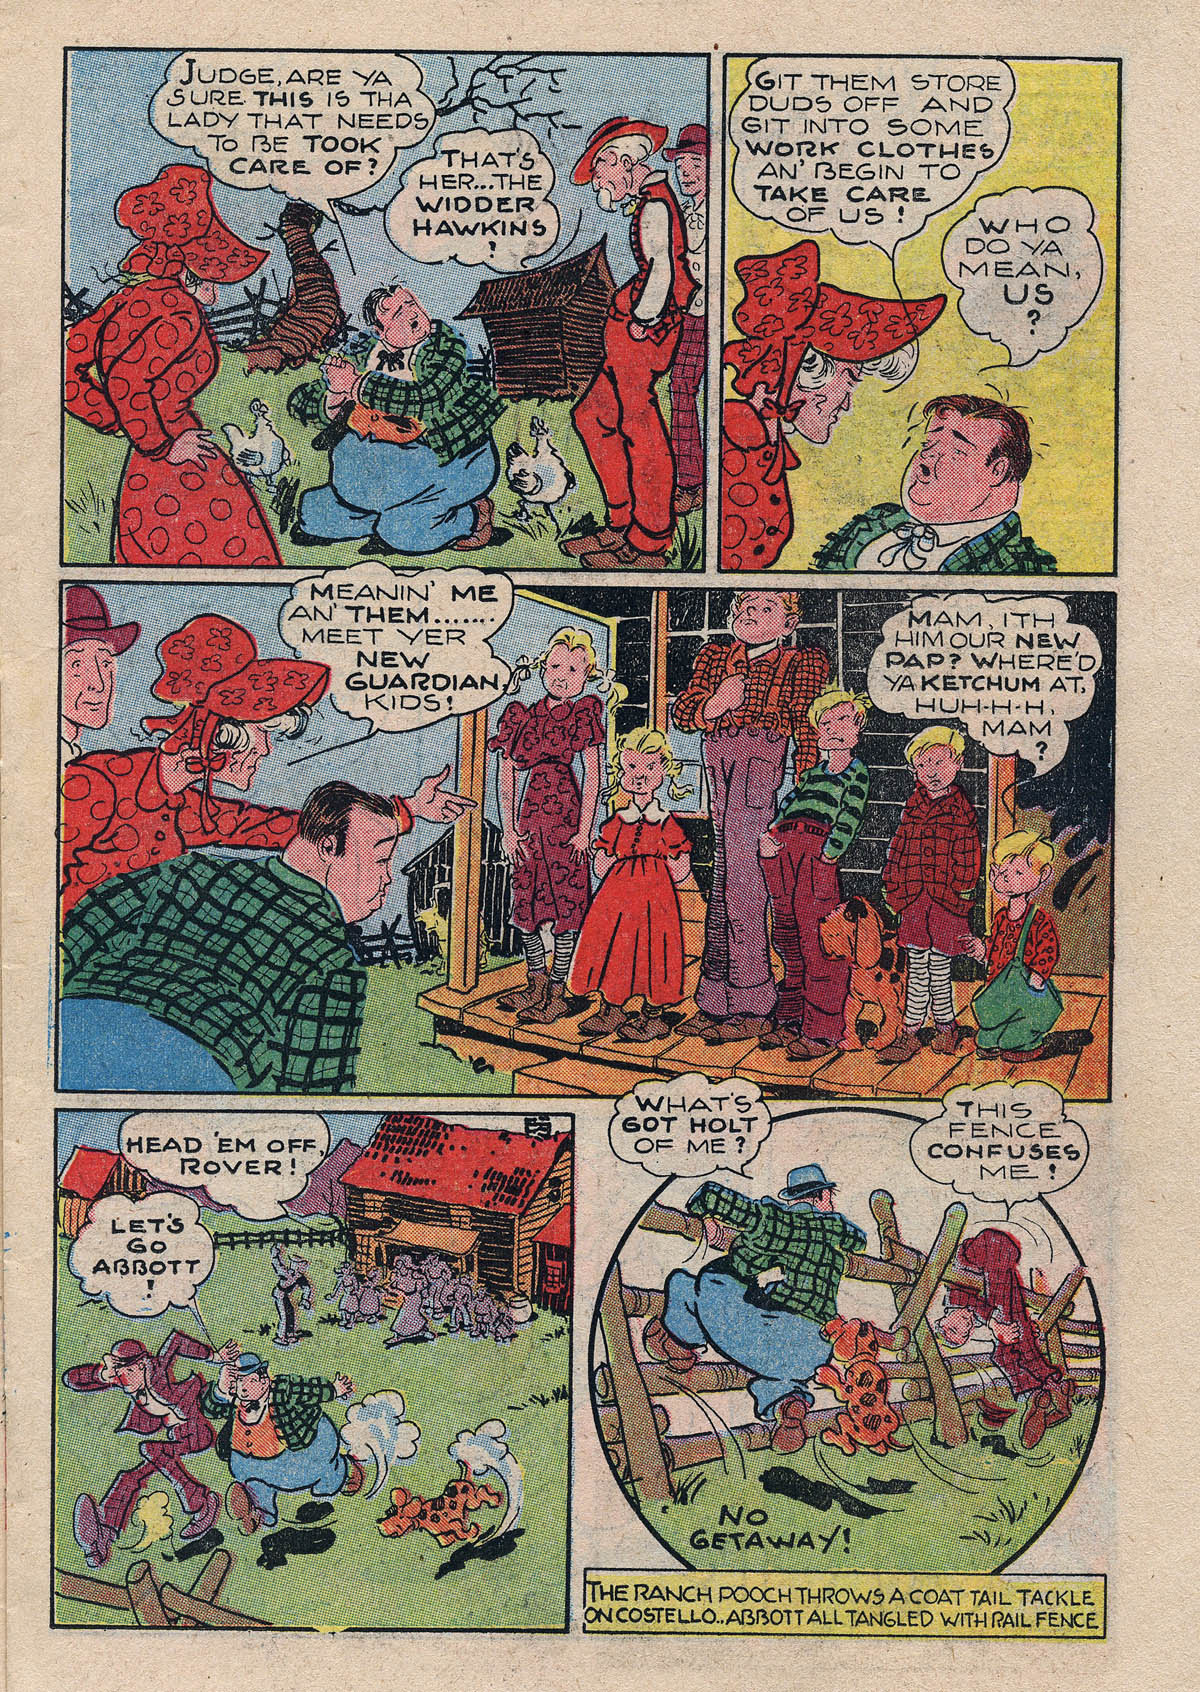 JUDGE, ARE YA
SURE THIS IS THA
LADY THAT NEEDS
TO BE TOOK
CARE OF?
THAT'S
HER...THE
WIDDER
HAWKINS
?
GIT THEM STORE
DUDS OFF AND
GIT INTO SOME
WORK CLOTHES
AN' BEGIN TO
TAKE CARE
OF US!
WHO
DO YA
MEAN,
US
?
MEANIN' ME
AN' THEM.......
MEET YER
NEW
GUARDIAN,
KIDS!
MAM, ITH
HIM OUR NEW
PAP? WHERE'D
YA KETCHUM AT,
HUH-H-H,
MAM
?
HEAD 'EM OFF,
ROVER!
LET'S
GO
ABBOTT
!
WHAT'S
GOT HOLT
OF ME?
THIS
FENCE
CONFUSES
ME!
NO
GETAWAY!
THE RANCH POOCH THROWS A COAT TAIL TACKLE
ON COSTELLO..ABBOTT ALL TANGLED WITH RAIL FENCE